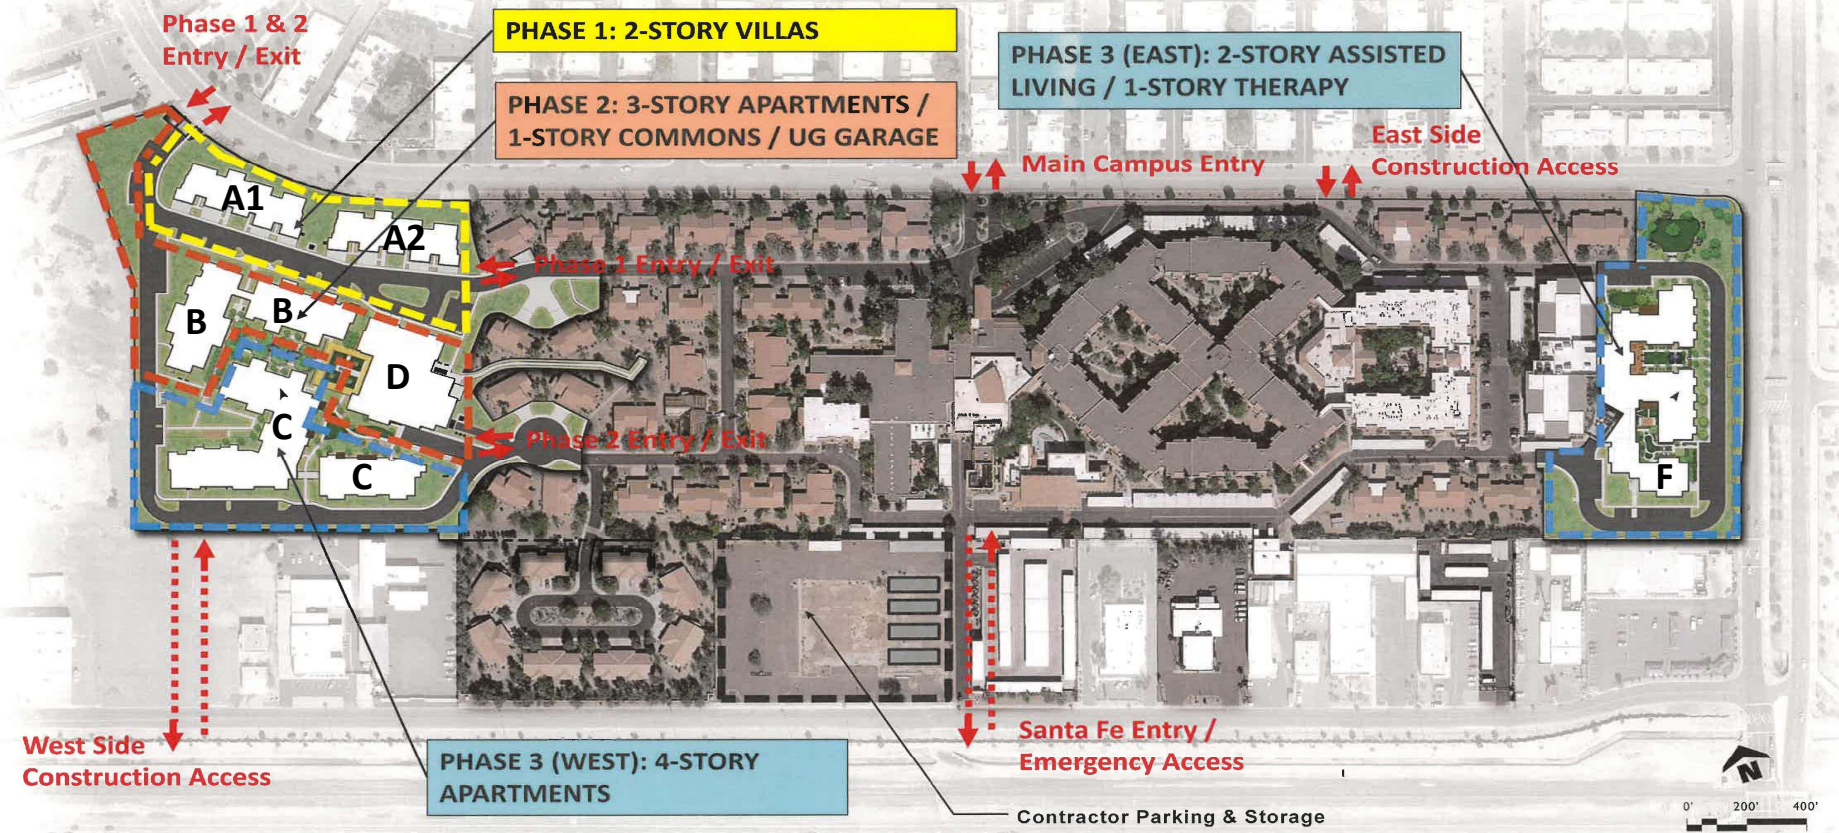 Phase 1 & 2
Entry / Exit
PHASE 1: 2-STORY VILLAS
PHASE 2: 3-STORY APARTMENTS /
1-STORY COMMONS / UG GARAGE
PHASE 3 (EAST): 2-STORY ASSISTED
LIVING / 1-STORY THERAPY
Main Campus Entry
East Side
Construction Access
A1
A2
Phase 1 Entry / Exit
B
B
D
C
Phase 2 Entry / Exit
C
F
West Side
Construction Access
PHASE 3 (WEST): 4-STORY
APARTMENTS
Santa Fe Entry /
Emergency Access
Contractor Parking & Storage
N
0' 200' 400'